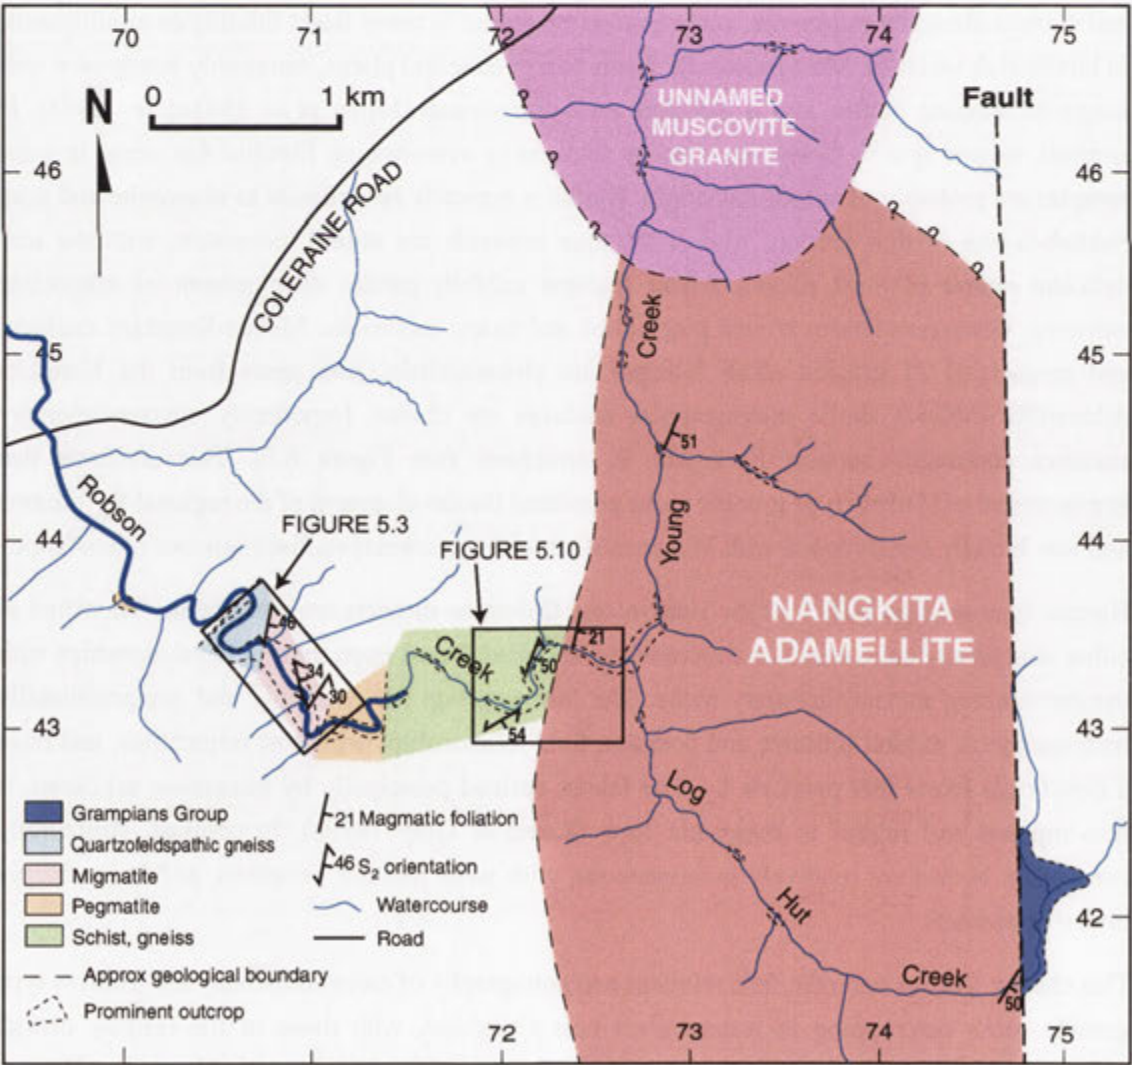 70
71
72
73
74
75
N
0
1 km
UNNAMED
MUSCOVITE
GRANITE
Fault
46
46
COLERAINE ROAD
?
?
?
?
?
?
45
45
Creek
51
Robson
44
44
FIGURE 5.3
FIGURE 5.10
Young
NANGKITA
ADAMELLITE
46
34
30
Creek
50
21
54
43
43
Log
Hut
Creek
50
42
Grampians Group
Quartzofeldspathic gneiss
Migmatite
Pegmatite
Schist, gneiss
Approx geological boundary
Prominent outcrop
21 Magmatic foliation
46 S2 orientation
Watercourse
Road
72
73
74
75